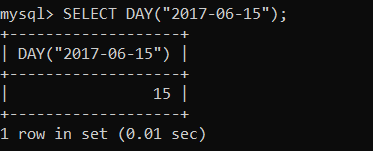 mysql> SELECT DAY("2017-06-15");
+-------------------+
| DAY("2017-06-15") |
+-------------------+
|                15 |
+-------------------+
1 row in set (0.01 sec)